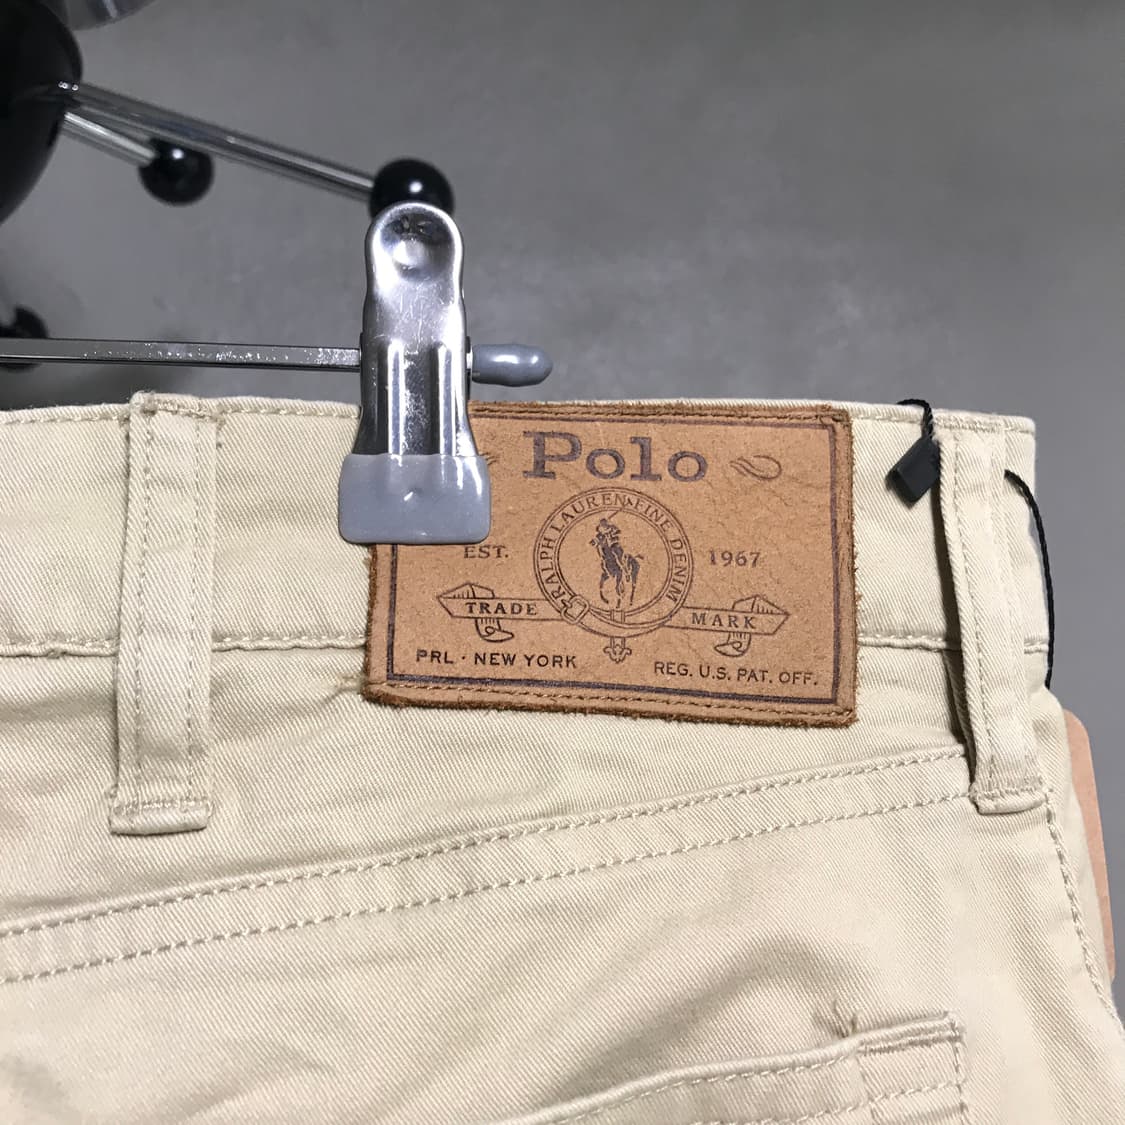 Polo
RALPH LAUREN FINE DENIM
EST.
1967
TRADE
MARK
PRL · NEW YORK
REG. U.S. PAT. OFF.